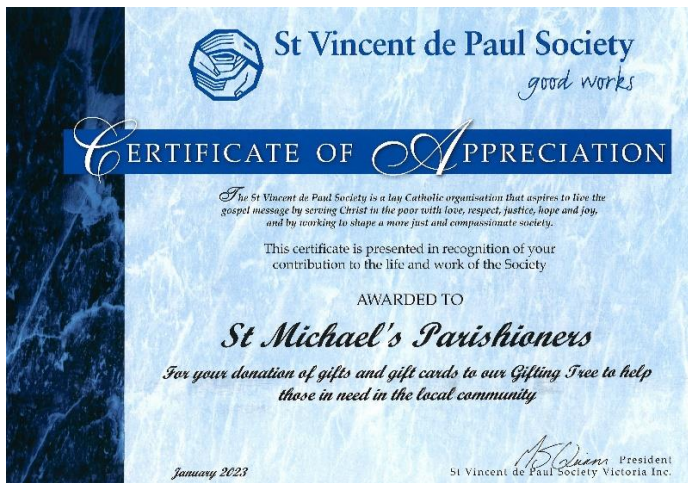 St Vincent de Paul Society
good works
CERTIFICATE OF APPRECIATION
The St Vincent de Paul Society is a lay Catholic organisation that aspires to live the
gospel message by serving Christ in the poor with love, respect, justice, hope and joy,
and by working to shape a more just and compassionate society.
This certificate is presented in recognition of your
contribution to the life and work of the Society
AWARDED TO
St Michael's Parishioners
For your donation of gifts and gift cards to our Gifting Tree to help
those in need in the local community
January 2023
President
St Vincent de Paul Society Victoria Inc.